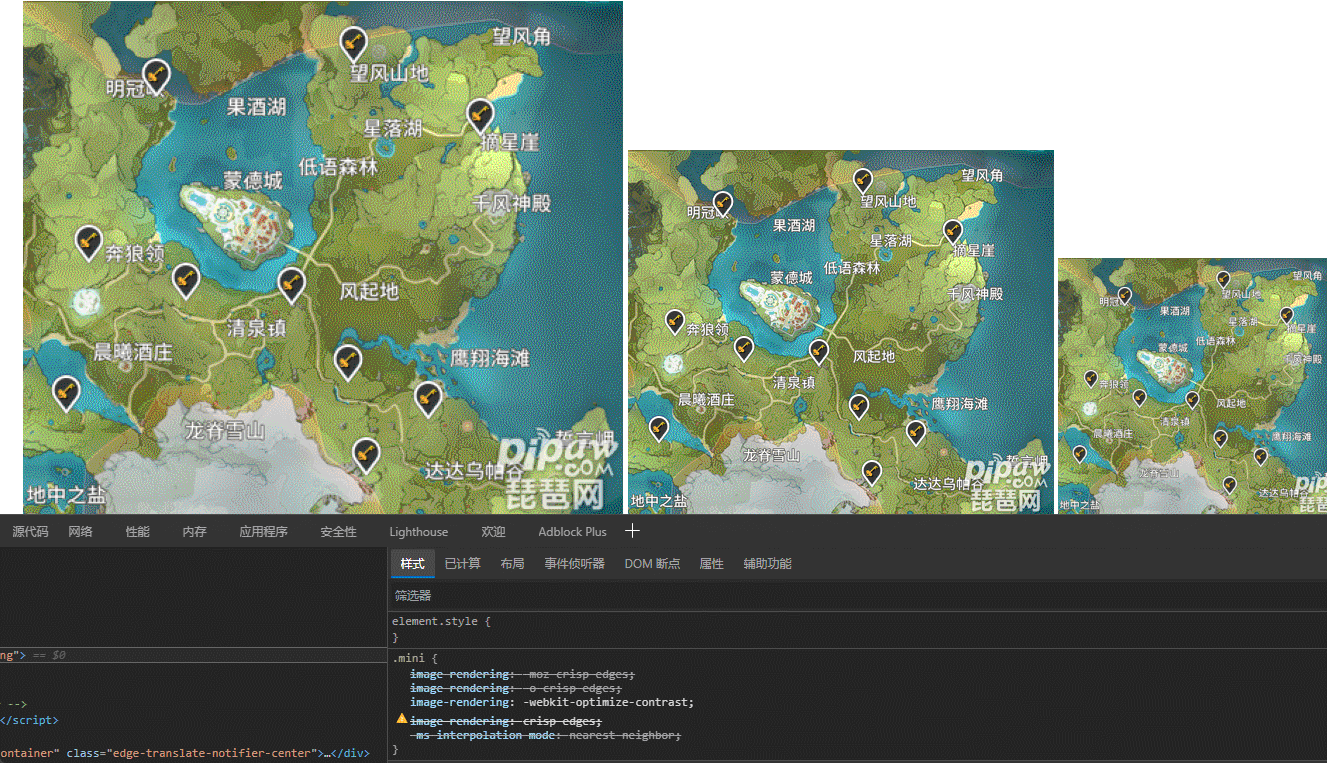 望风角
望风山地
明冠
果酒湖
星落湖
摘星崖
低语森林
蒙德城
千风神殿
奔狼领
风起地
清泉镇
晨曦酒庄
鹰翔海滩
龙脊雪山
誓言岬
达达乌帕谷
地中之盐
pipaw
.com
琵琶网
望风角
望风山地
明冠
果酒湖
星落湖
摘星崖
低语森林
蒙德城
千风神殿
奔狼领
风起地
清泉镇
晨曦酒庄
鹰翔海滩
龙脊雪山
誓言岬
达达乌帕谷
地中之盐
pipaw
.com
琵琶网
望风角
望风山地
明冠
果酒湖
星落湖
摘星崖
低语森林
蒙德城
千风神殿
奔狼领
风起地
清泉镇
晨曦酒庄
鹰翔海滩
龙脊雪山
达达乌帕谷
地中之盐
源代码 网络 性能 内存 应用程序 安全性 Lighthouse 欢迎 Adblock Plus +
样式 已计算 布局 事件侦听器 DOM 断点 属性 辅助功能
筛选器
element.style {
}
ng"> == $0
.mini {
image-rendering: -moz-crisp-edges;
image-rendering: -o-crisp-edges;
image-rendering: -webkit-optimize-contrast;
image-rendering: crisp-edges;
-ms-interpolation-mode: nearest-neighbor;
}
-->
</script>
ontainer" class="edge-translate-notifier-center">…</div>